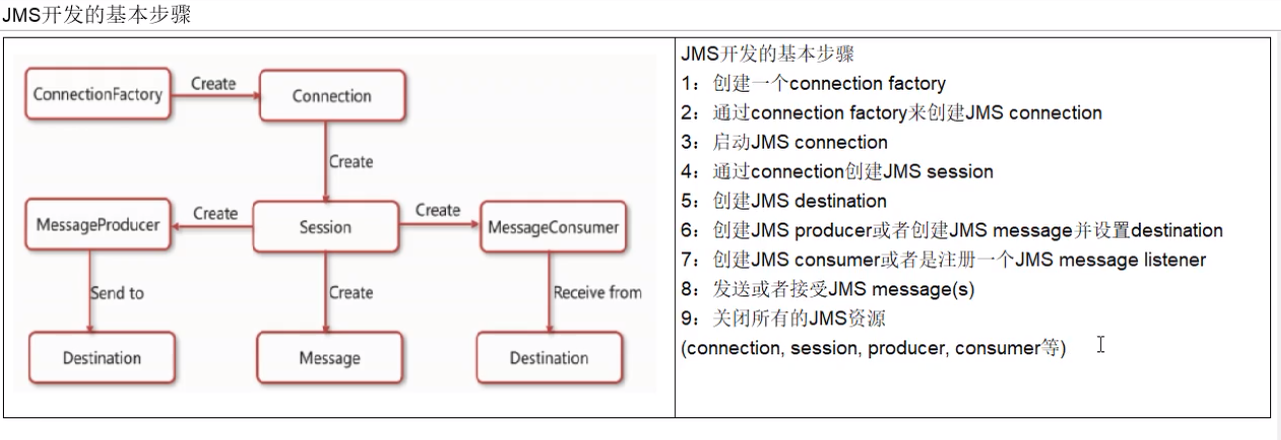 JMS开发的基本步骤
ConnectionFactory
Create
Connection
Create
MessageProducer
Create
Session
Create
MessageConsumer
Send to
Create
Receive from
Destination
Message
Destination
JMS开发的基本步骤
1：创建一个connection factory
2：通过connection factory来创建JMS connection
3：启动JMS connection
4：通过connection创建JMS session
5：创建JMS destination
6：创建JMS producer或者创建JMS message并设置destination
7：创建JMS consumer或者是注册一个JMS message listener
8：发送或者接受JMS message(s)
9：关闭所有的JMS资源
(connection, session, producer, consumer等)